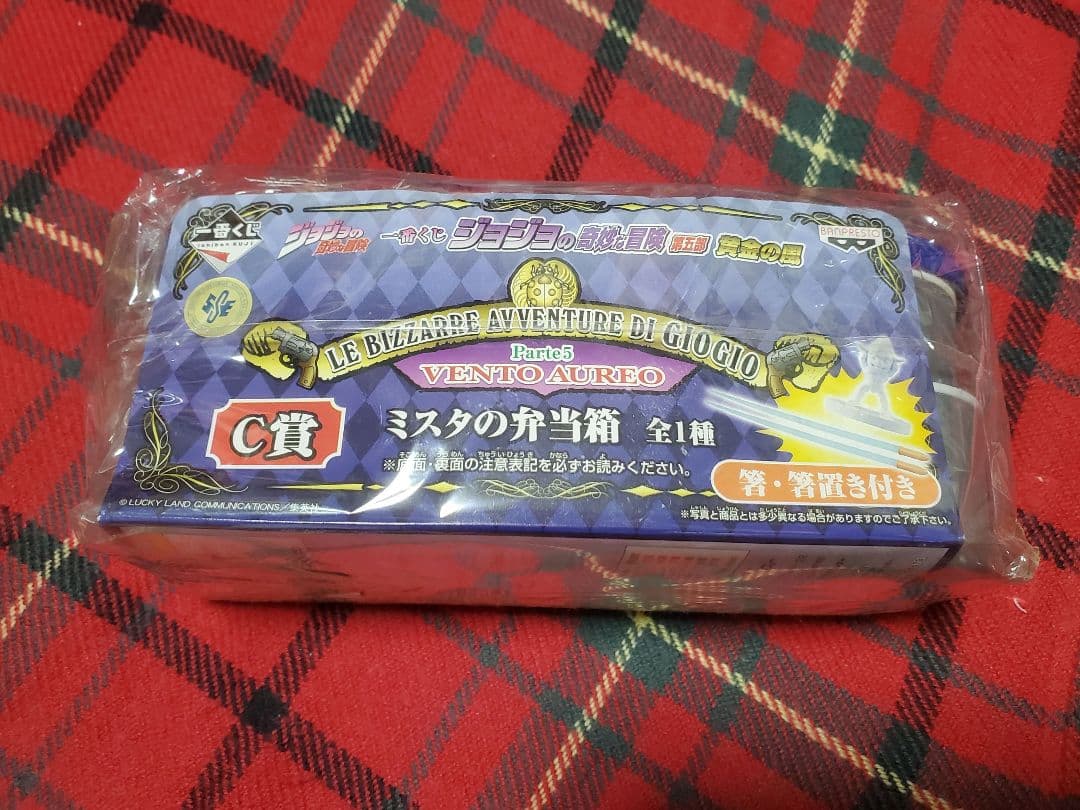 一番くじ
ichiban KUJI
ジョジョの
奇妙な冒険
一番くじ ジョジョの奇妙な冒険 第五部 黄金の風
BANPRESTO
LE BIZZARRE AVVENTURE DI GIOGIO
Parte5
VENTO AUREO
C賞
ミスタの弁当箱 全1種
※底面・裏面の注意表記を必ずお読みください。
箸・箸置き付き
©LUCKY LAND COMMUNICATIONS/集英社
※写真と商品とは多少異なる場合がありますのでご了承下さい。